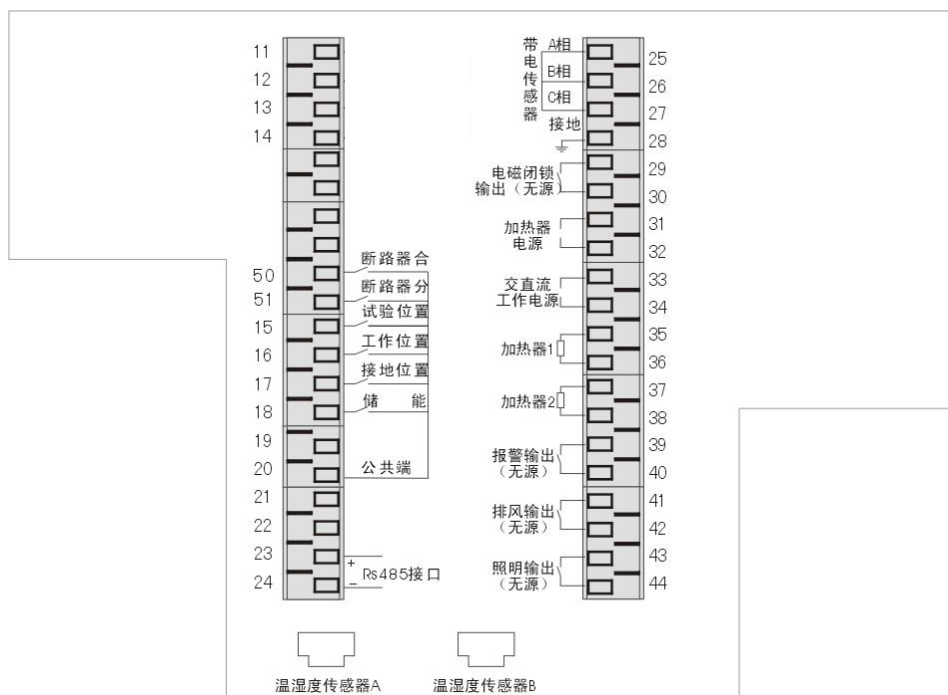 11
12
13
14
50
断路器合
51
断路器分
15
试验位置
16
工作位置
17
接地位置
18
储 能
19
20
公共端
21
22
23
+
Rs485接口
24
−
带电传感器
A相
25
B相
26
C相
27
接地
28
29
电磁闭锁
输出（无源）
30
31
加热器
电源
32
33
交直流
工作电源
34
35
加热器1
36
37
加热器2
38
39
报警输出
（无源）
40
41
排风输出
（无源）
42
43
照明输出
（无源）
44
温湿度传感器A
温湿度传感器B